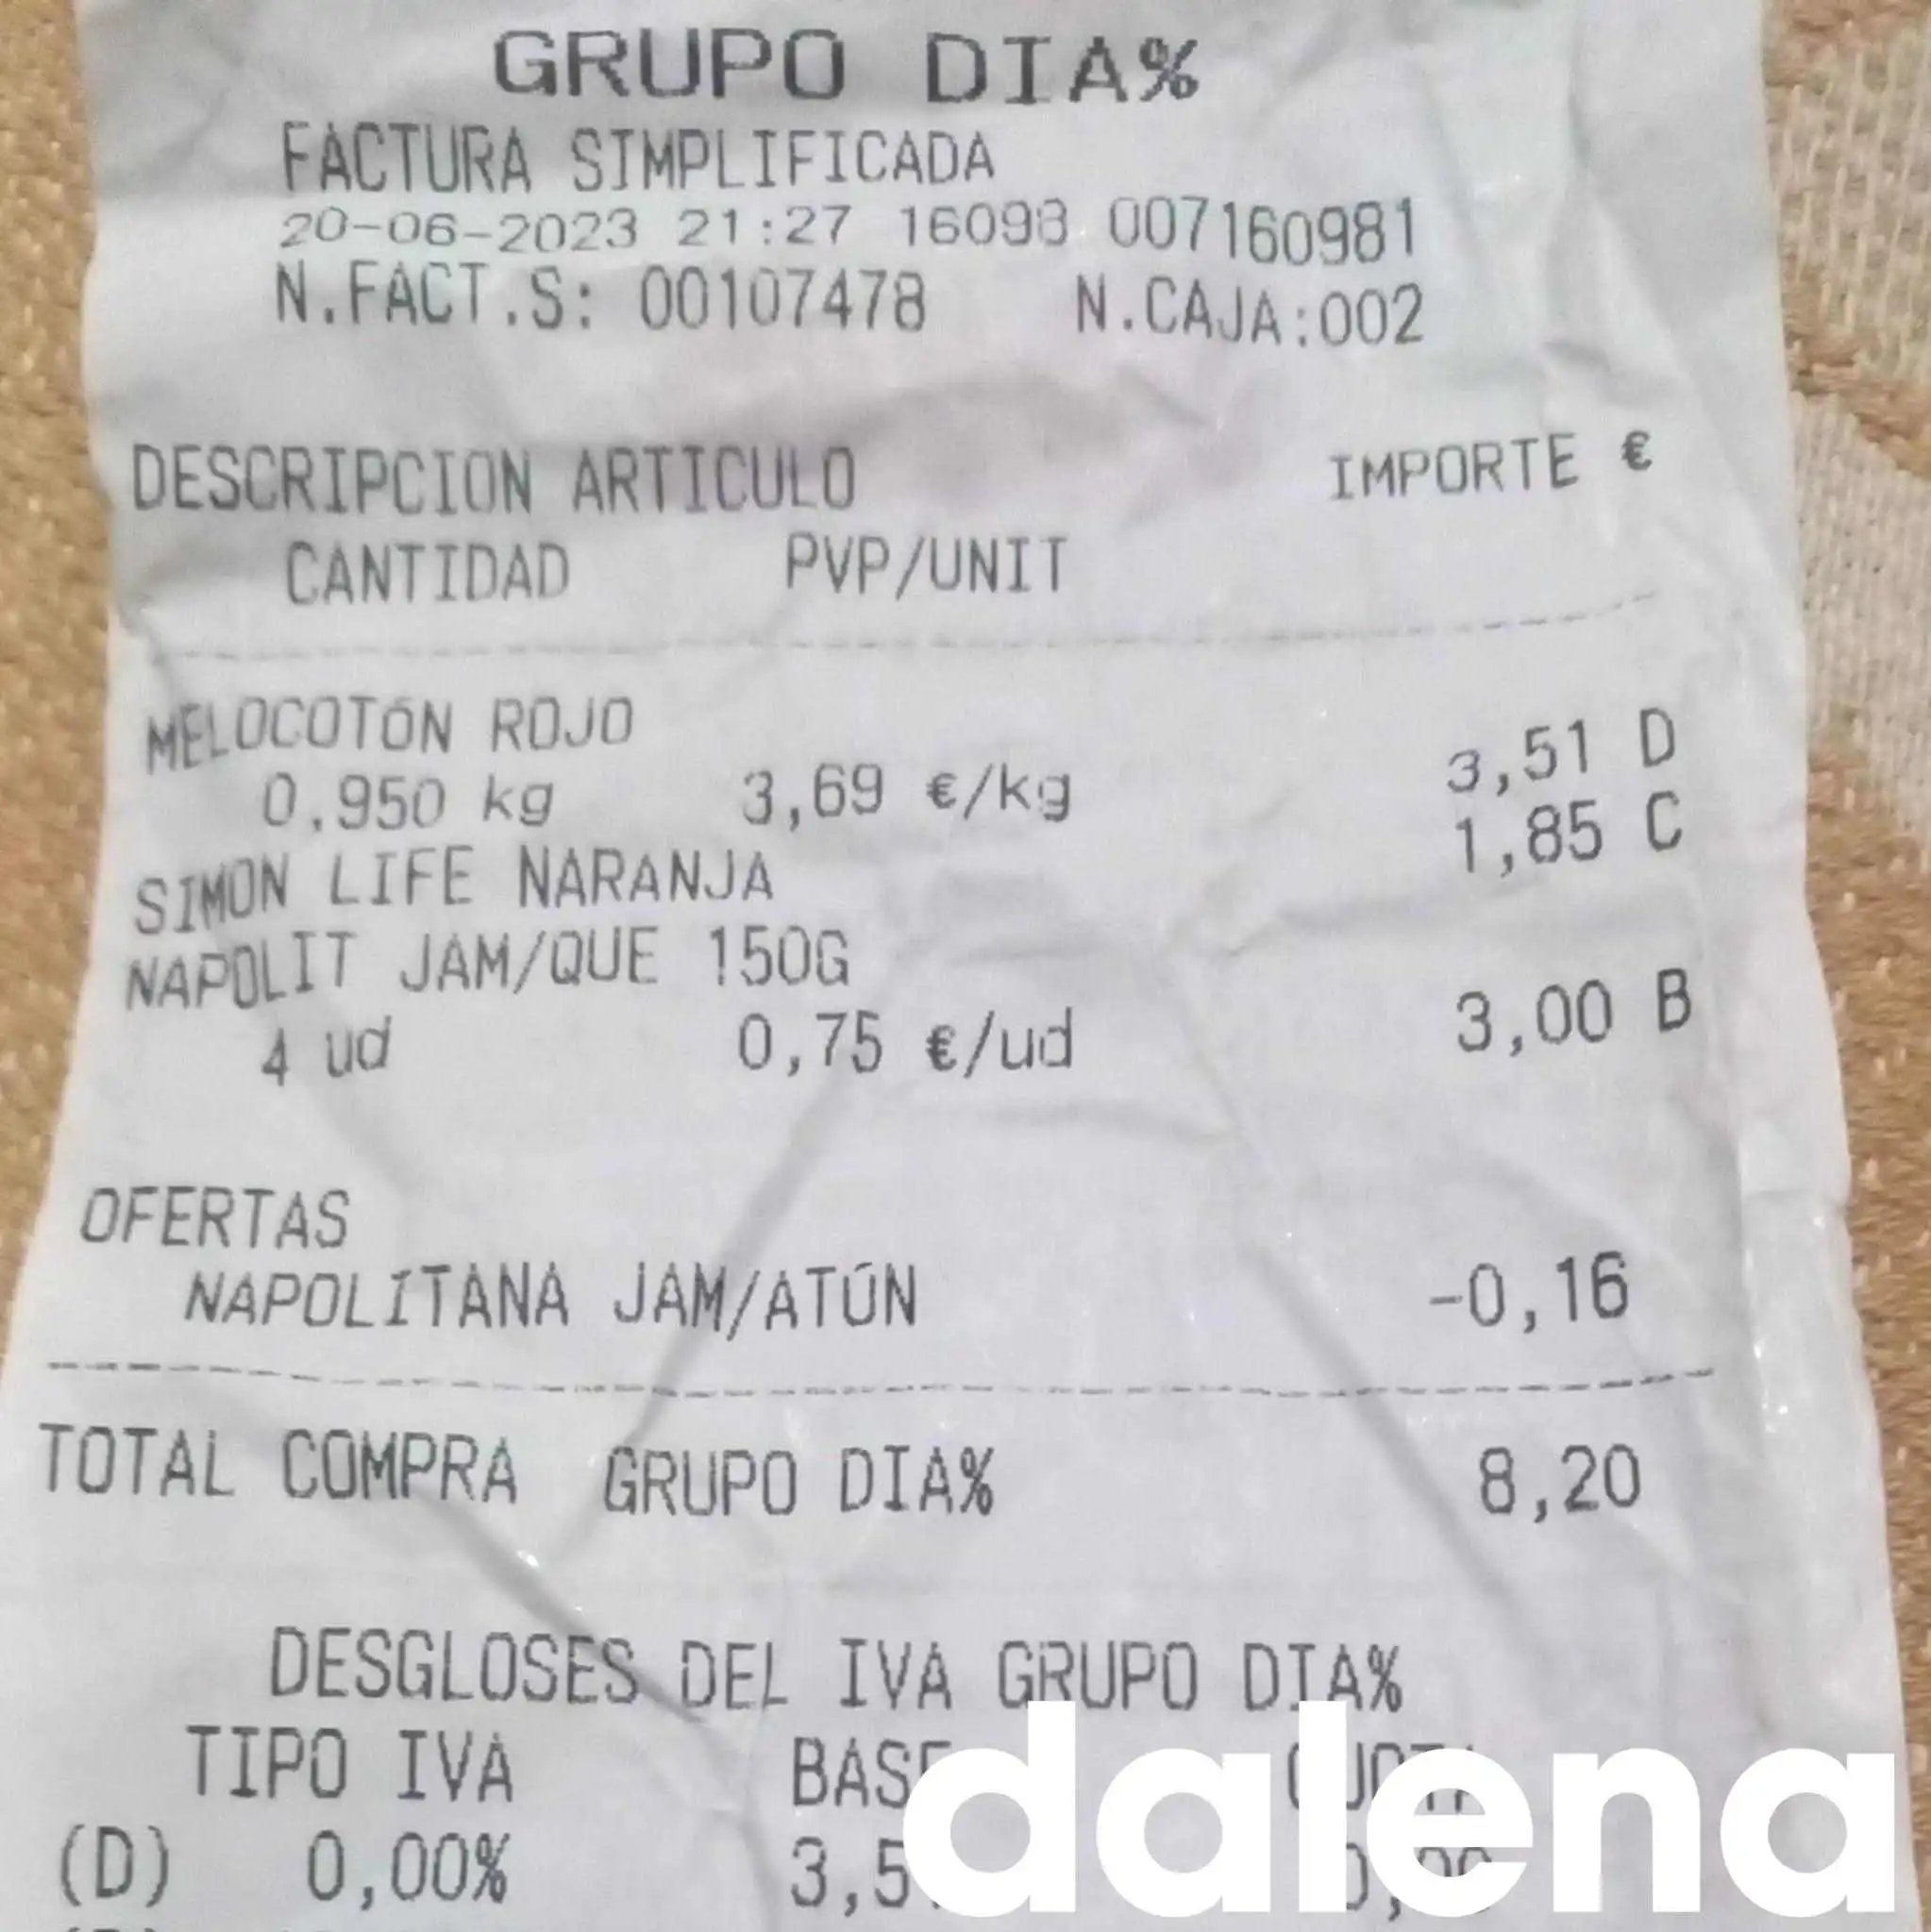 GRUPO DIA%
FACTURA SIMPLIFICADA
20-06-2023 21:27 16098 007160981
N.FACT.S: 00107478 N.CAJA:002
DESCRIPCION ARTICULO IMPORTE €
CANTIDAD PVP/UNIT
MELOCOTÓN ROJO
0,950 kg 3,69 €/kg 3,51 D
SIMON LIFE NARANJA 1,85 C
NAPOLIT JAM/QUE 150G
4 ud 0,75 €/ud 3,00 B
OFERTAS
NAPOLITANA JAM/ATÚN -0,16
TOTAL COMPRA GRUPO DIA% 8,20
DESGLOSES DEL IVA GRUPO DIA%
TIPO IVA
(D) 0,00%
dalena